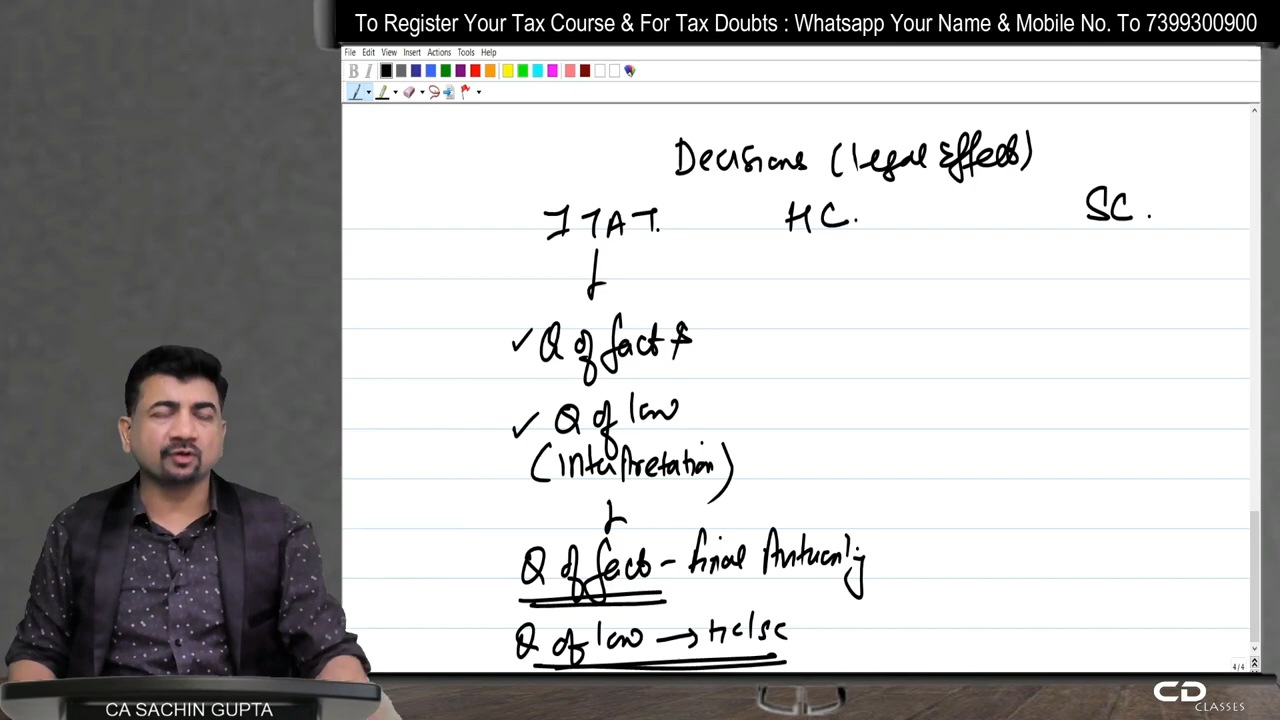 To Register Your Tax Course & For Tax Doubts : Whatsapp Your Name & Mobile No. To 7399300900
File Edit View Insert Actions Tools Help
B I
Decisions (Legal Effects)
ITAT. HC. SC.
✓ Q of facts
✓ Q of law
(interpretation)
Q of facts - final Authority
Q of law → HC/SC
4/4
CA SACHIN GUPTA
CD CLASSES